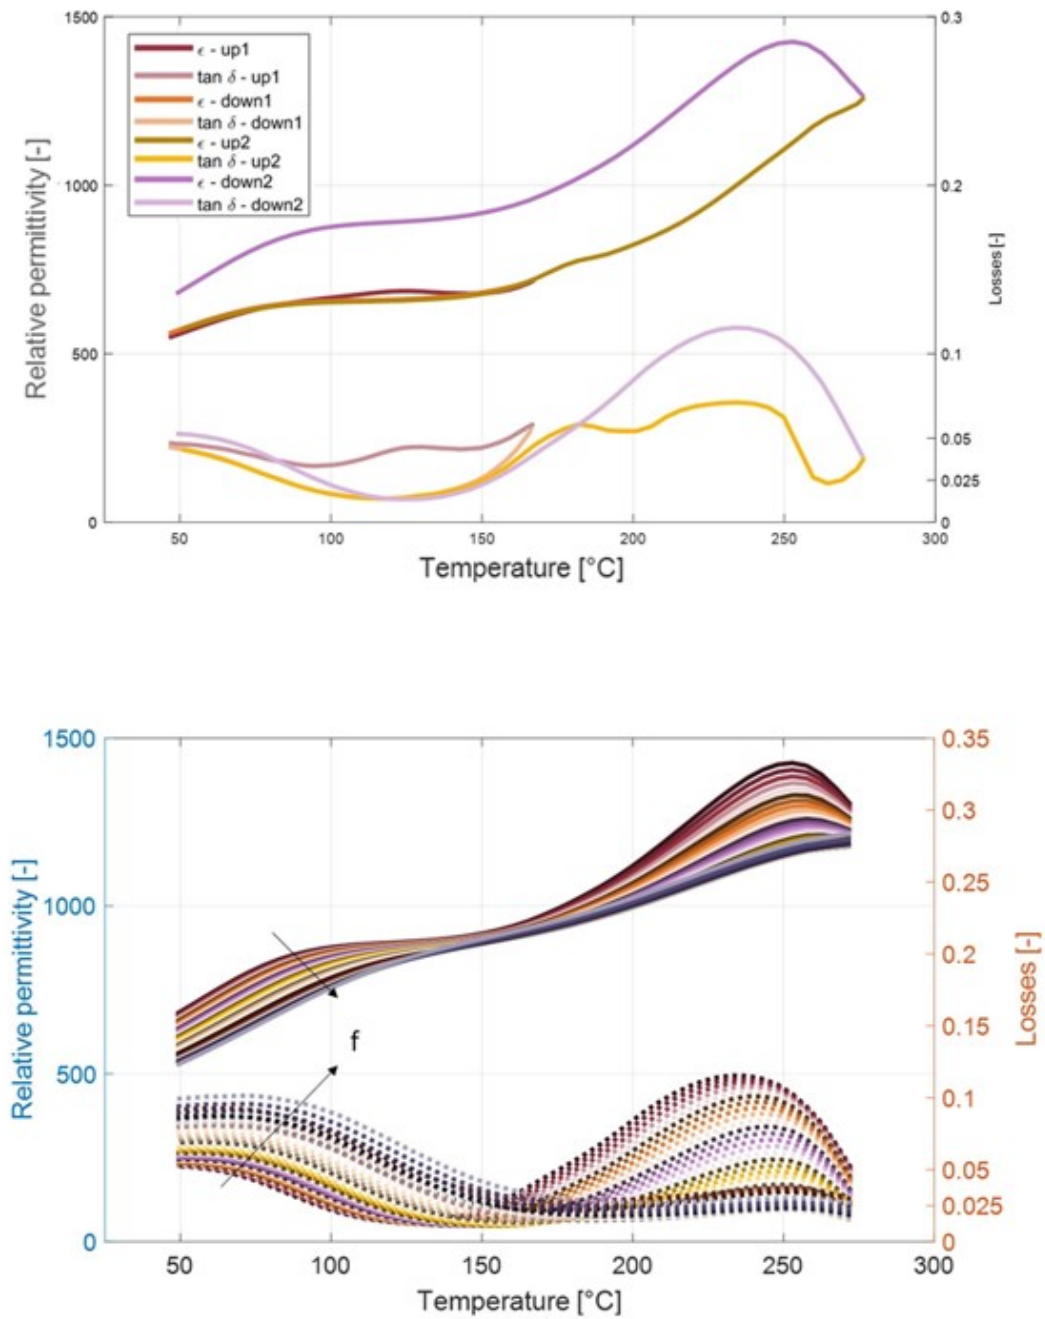 1500
0.3
ϵ - up1
tan δ - up1
ϵ - down1
tan δ - down1
ϵ - up2
tan δ - up2
ϵ - down2
tan δ - down2
1000
0.2
Relative permittivity [-]
Losses[-]
500
0.1
0.05
0.025
0
0
50 100 150 200 250 300
Temperature [°C]
1500
0.35
0.3
0.25
1000
0.2
Relative permittivity [-]
Losses [-]
0.15
f
500
0.1
0.05
0.025
0
0
50 100 150 200 250 300
Temperature [°C]